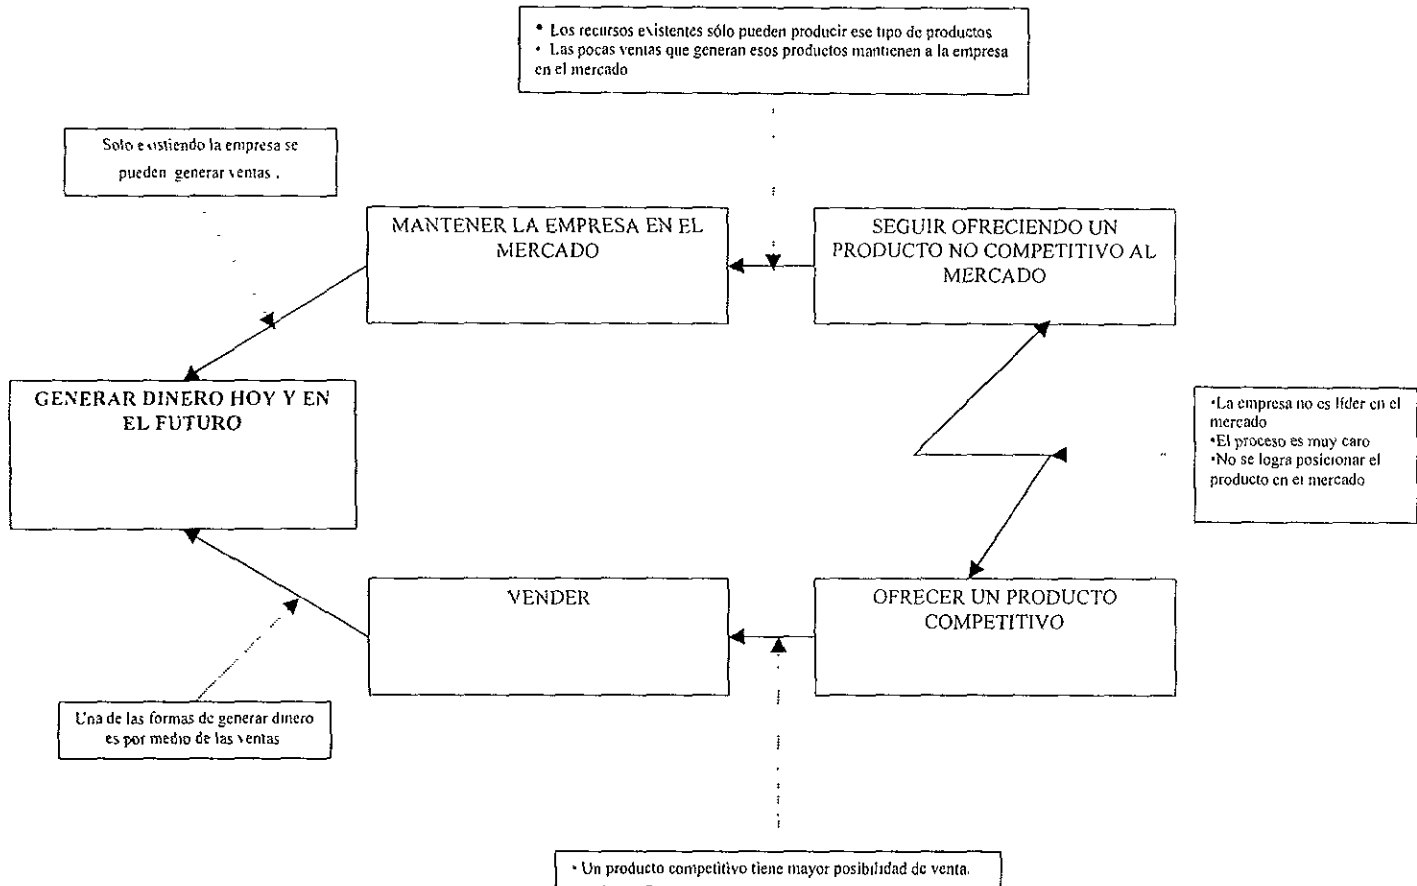 • Los recursos existentes sólo pueden producir ese tipo de productos
• Las pocas ventas que generan esos productos mantienen a la empresa
en el mercado
Solo existiendo la empresa se
pueden generar ventas .
MANTENER LA EMPRESA EN EL
MERCADO
SEGUIR OFRECIENDO UN
PRODUCTO NO COMPETITIVO AL
MERCADO
GENERAR DINERO HOY Y EN
EL FUTURO
•La empresa no es líder en el
mercado
•El proceso es muy caro
•No se logra posicionar el
producto en el mercado
VENDER
OFRECER UN PRODUCTO
COMPETITIVO
Una de las formas de generar dinero
es por medio de las ventas
• Un producto competitivo tiene mayor posibilidad de venta.